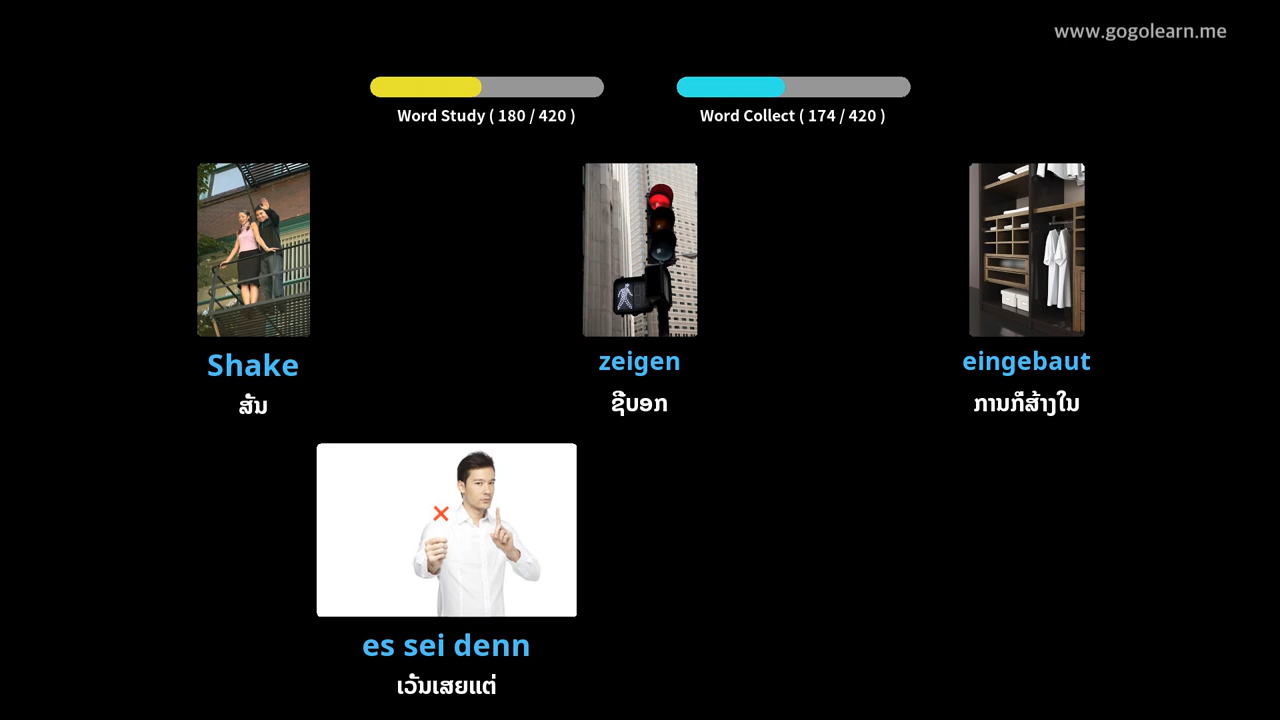 www.gogolearn.me
Word Study ( 180 / 420 )
Word Collect ( 174 / 420 )
Shake
ສັ່ນ
zeigen
ຊີ້ບອກ
eingebaut
ການກໍ່ສ້າງໃນ
es sei denn
ເວັ້ນເສຍແຕ່